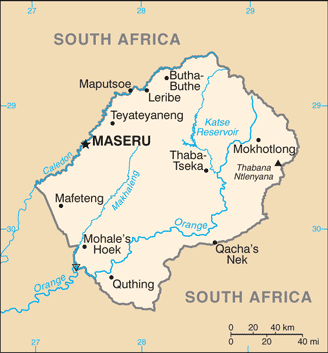 27
28
29
SOUTH AFRICA
Butha-
Buthe
Maputsoe
Leribe
29
29
Teyateyaneng
Katse
Reservoir
MASERU
Mokhotlong
Caledon
Thaba-
Tseka
Thabana
Ntlenyana
Makhaleng
Mafeteng
Orange
30
30
Mohale's
Hoek
Qacha's
Nek
Orange
Quthing
SOUTH AFRICA
0 20 40 km
0 20 40 mi
27
28